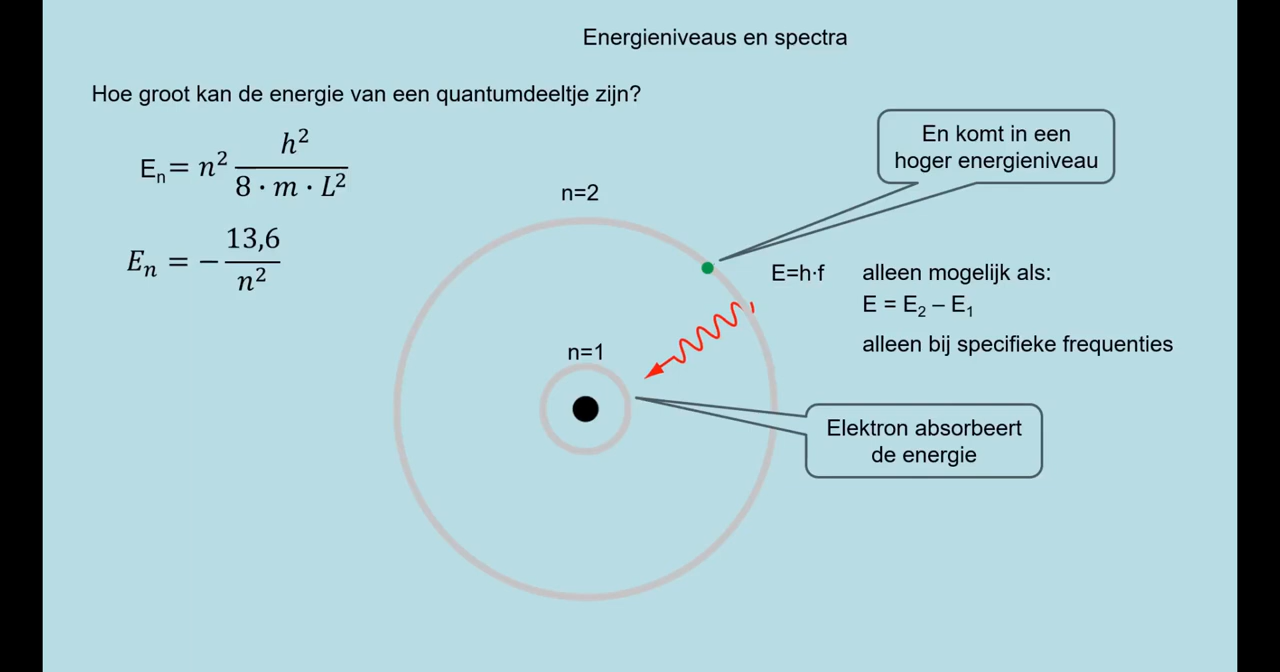 Energieniveaus en spectra
Hoe groot kan de energie van een quantumdeeltje zijn?
Eₙ = n² h² / (8 · m · L²)
Eₙ = − 13,6 / n²
n=2
En komt in een
hoger energieniveau
E=h·f
alleen mogelijk als:
E = E₂ – E₁
alleen bij specifieke frequenties
n=1
Elektron absorbeert
de energie